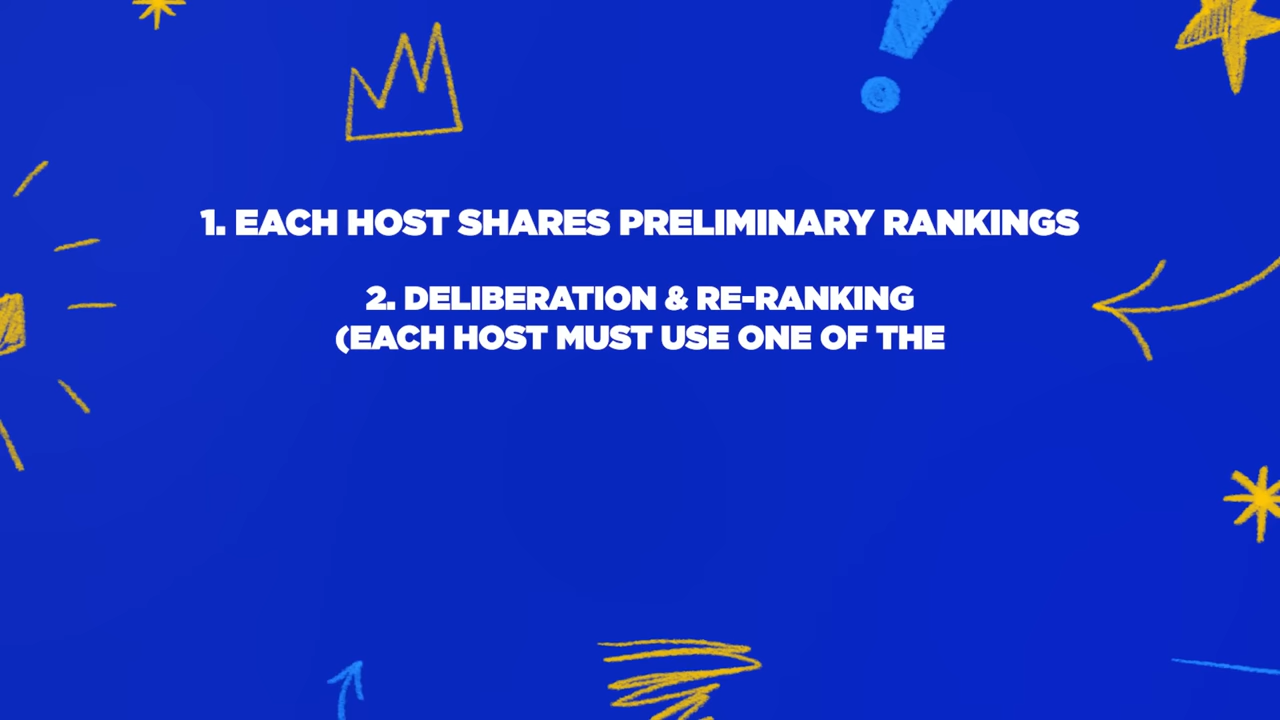 1. EACH HOST SHARES PRELIMINARY RANKINGS
2. DELIBERATION & RE-RANKING
(EACH HOST MUST USE ONE OF THE